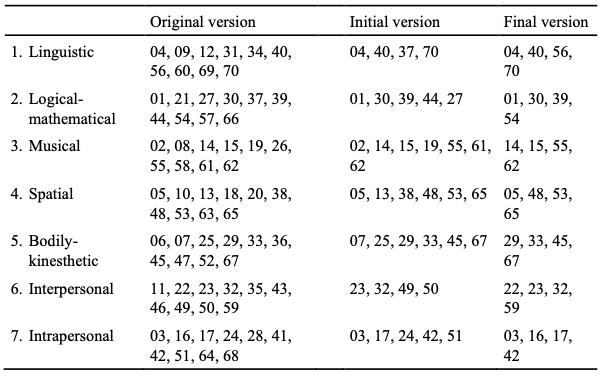 Original version Initial version Final version
1. Linguistic 04, 09, 12, 31, 34, 40, 04, 40, 37, 70 04, 40, 56,
56, 60, 69, 70 70
2. Logical- 01, 21, 27, 30, 37, 39, 01, 30, 39, 44, 27 01, 30, 39,
mathematical 44, 54, 57, 66 54
3. Musical 02, 08, 14, 15, 19, 26, 02, 14, 15, 19, 55, 61, 14, 15, 55,
55, 58, 61, 62 62 62
4. Spatial 05, 10, 13, 18, 20, 38, 05, 13, 38, 48, 53, 65 05, 48, 53,
48, 53, 63, 65 65
5. Bodily- 06, 07, 25, 29, 33, 36, 07, 25, 29, 33, 45, 67 29, 33, 45,
kinesthetic 45, 47, 52, 67 67
6. Interpersonal 11, 22, 23, 32, 35, 43, 23, 32, 49, 50 22, 23, 32,
46, 49, 50, 59 59
7. Intrapersonal 03, 16, 17, 24, 28, 41, 03, 17, 24, 42, 51 03, 16, 17,
42, 51, 64, 68 42